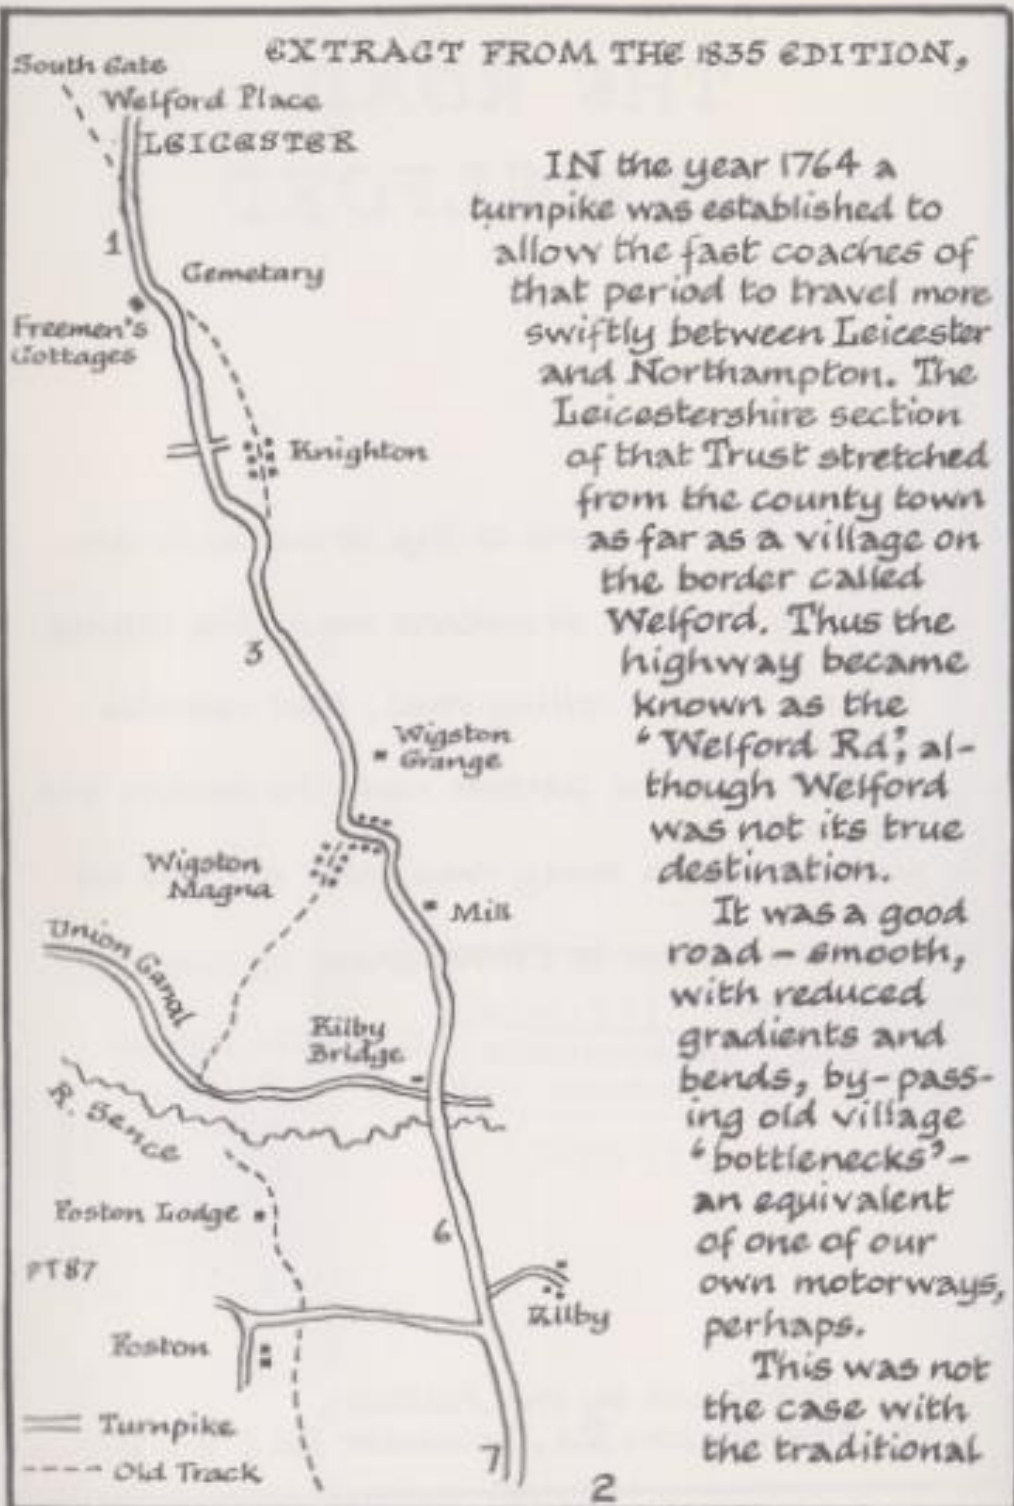 EXTRACT FROM THE 1835 EDITION,
South Gate
Welford Place
LEICESTER
1
Cemetary
Freemen's
Cottages
Knighton
3
Wigston
Grange
Wigston
Magna
Mill
Union Canal
Kilby
Bridge
R. Sence
Foston Lodge
6
PT87
Kilby
Foston
Turnpike
Old Track
7
IN the year 1764 a
turnpike was established to
allow the fast coaches of
that period to travel more
swiftly between Leicester
and Northampton. The
Leicestershire section
of that Trust stretched
from the county town
as far as a village on
the border called
Welford. Thus the
highway became
known as the
"Welford Rd", al-
though Welford
was not its true
destination.
It was a good
road - smooth,
with reduced
gradients and
bends, by-pass-
ing old village
'bottlenecks' -
an equivalent
of one of our
own motorways,
perhaps.
This was not
the case with
the traditional
2